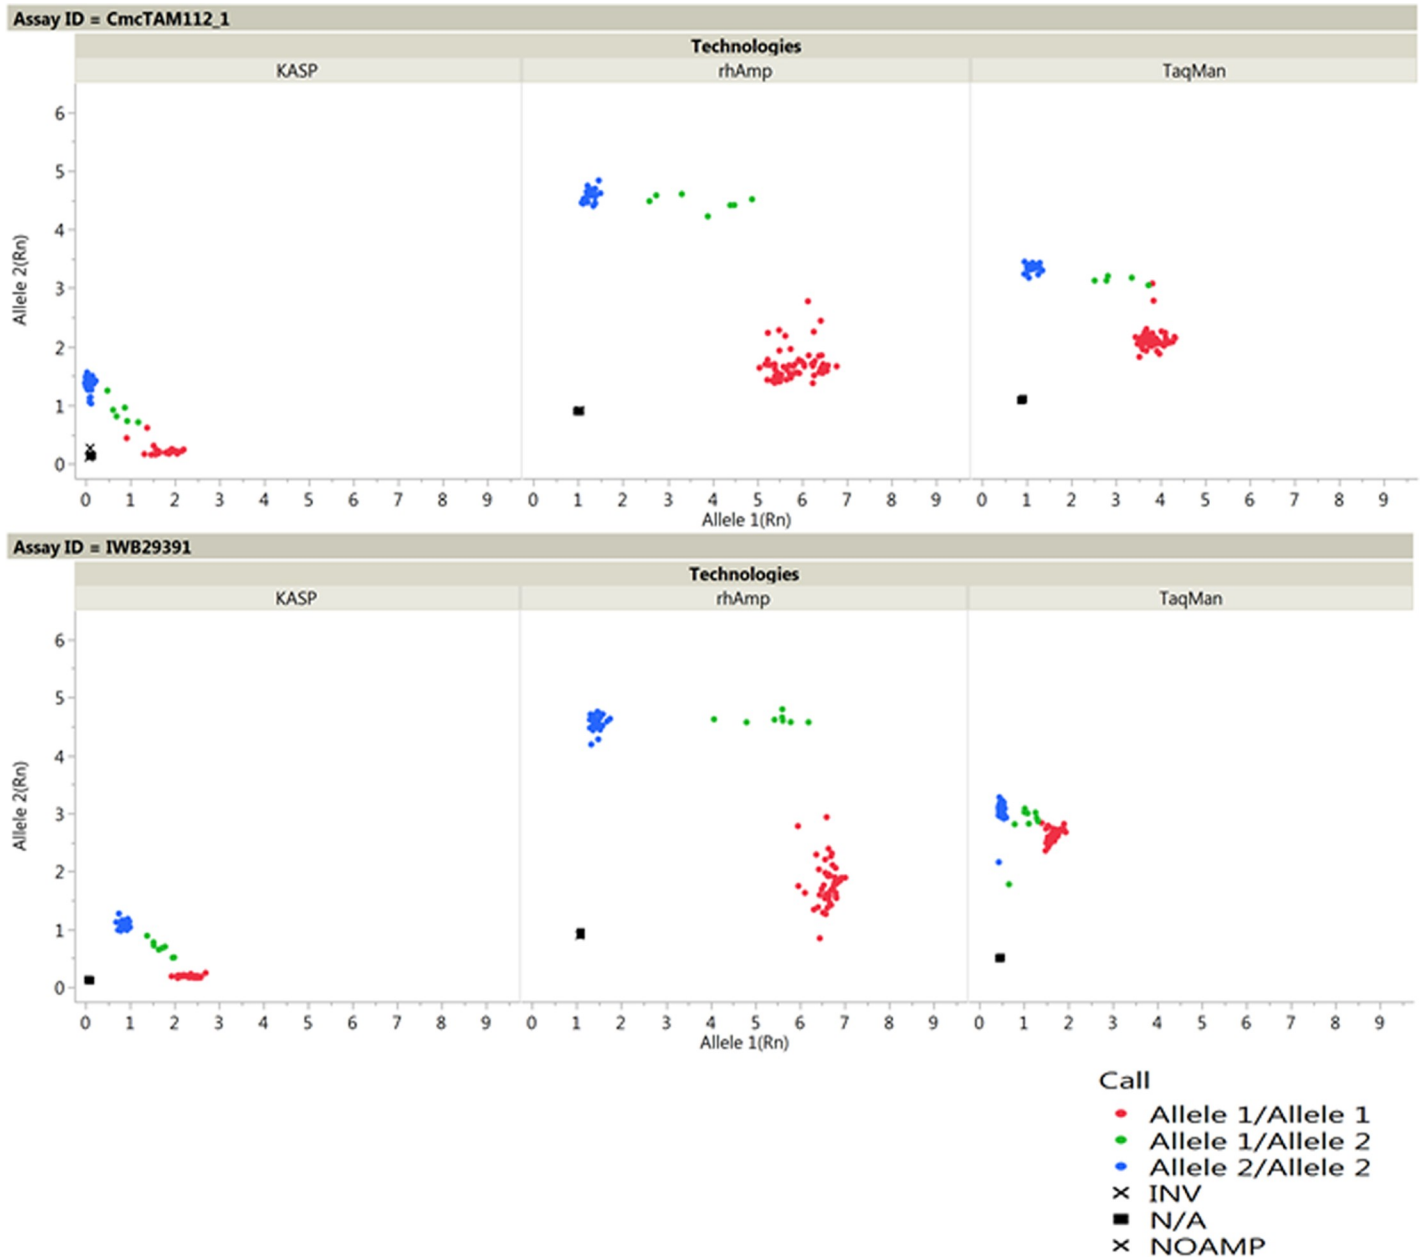 Assay ID = CmcTAM112_1
Technologies
KASP rhAmp TaqMan
Allele 2(Rn)
6
5
4
3
2
1
0
0 1 2 3 4 5 6 7 8 9 0 1 2 3 4 5 6 7 8 9 0 1 2 3 4 5 6 7 8 9
Allele 1(Rn)
Assay ID = IWB29391
Technologies
KASP rhAmp TaqMan
Allele 2(Rn)
6
5
4
3
2
1
0
0 1 2 3 4 5 6 7 8 9 0 1 2 3 4 5 6 7 8 9 0 1 2 3 4 5 6 7 8 9
Allele 1(Rn)
Call
Allele 1/Allele 1
Allele 1/Allele 2
Allele 2/Allele 2
INV
N/A
NOAMP